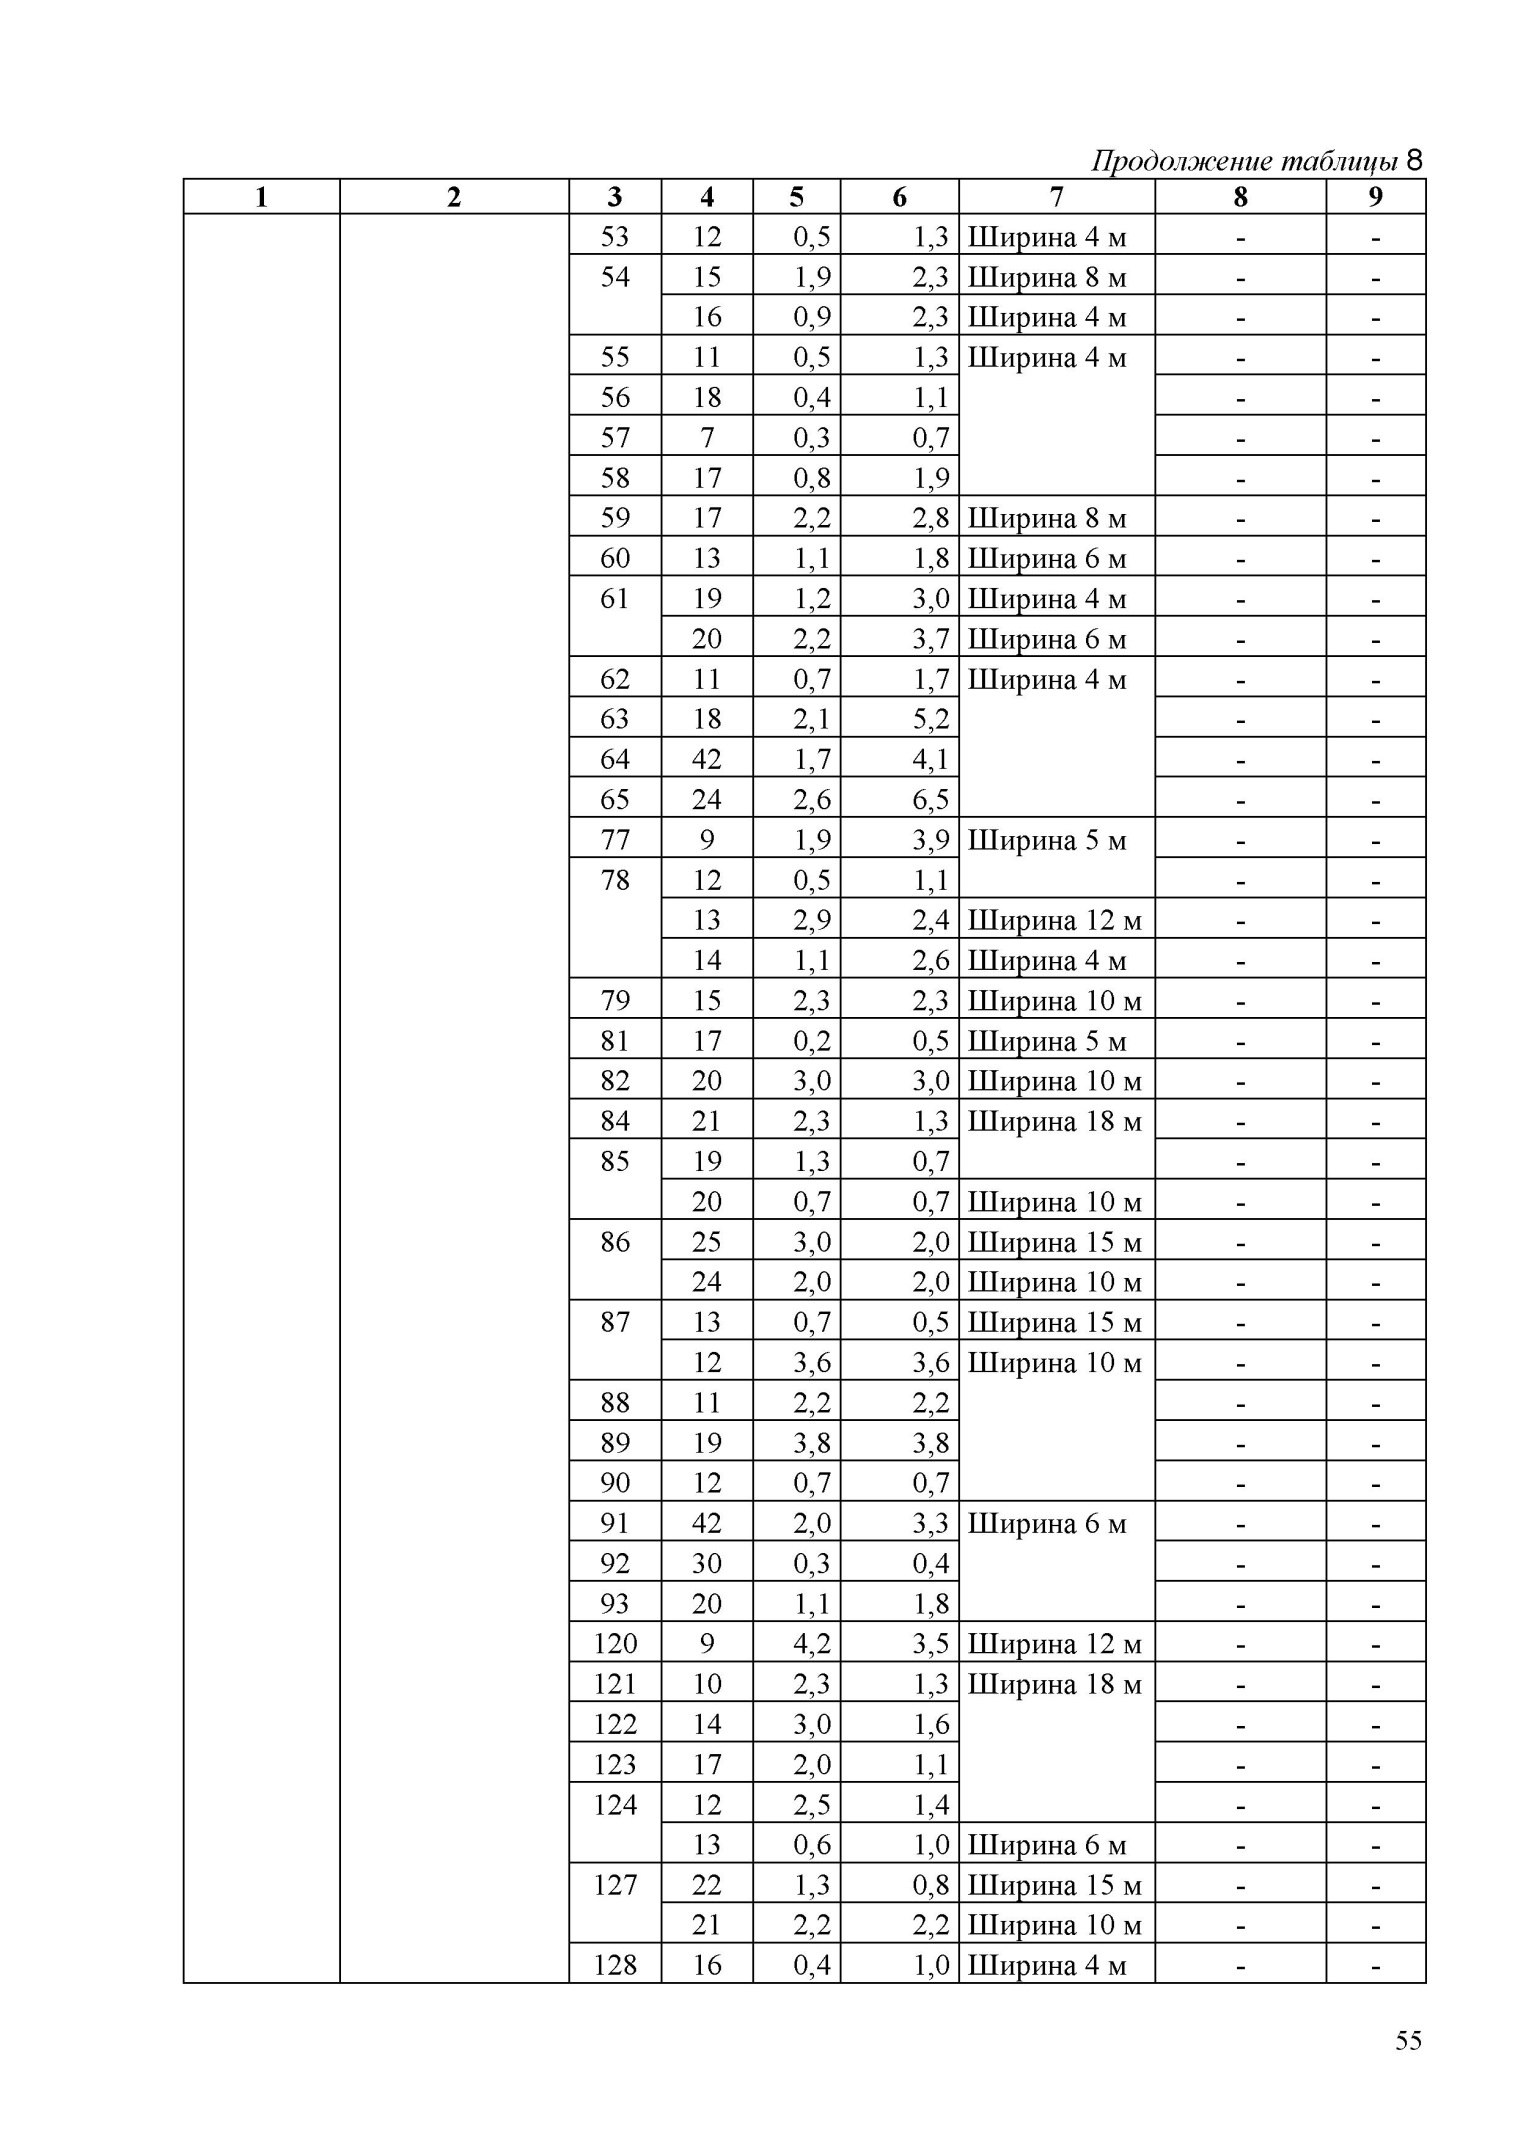 Продолжение таблицы 8
1 2 3 4 5 6 7 8 9
53 12 0,5 1,3 Ширина 4 м - -
54 15 1,9 2,3 Ширина 8 м - -
16 0,9 2,3 Ширина 4 м - -
55 11 0,5 1,3 Ширина 4 м - -
56 18 0,4 1,1 - -
57 7 0,3 0,7 - -
58 17 0,8 1,9 - -
59 17 2,2 2,8 Ширина 8 м - -
60 13 1,1 1,8 Ширина 6 м - -
61 19 1,2 3,0 Ширина 4 м - -
20 2,2 3,7 Ширина 6 м - -
62 11 0,7 1,7 Ширина 4 м - -
63 18 2,1 5,2 - -
64 42 1,7 4,1 - -
65 24 2,6 6,5 - -
77 9 1,9 3,9 Ширина 5 м - -
78 12 0,5 1,1 - -
13 2,9 2,4 Ширина 12 м - -
14 1,1 2,6 Ширина 4 м - -
79 15 2,3 2,3 Ширина 10 м - -
81 17 0,2 0,5 Ширина 5 м - -
82 20 3,0 3,0 Ширина 10 м - -
84 21 2,3 1,3 Ширина 18 м - -
85 19 1,3 0,7 - -
20 0,7 0,7 Ширина 10 м - -
86 25 3,0 2,0 Ширина 15 м - -
24 2,0 2,0 Ширина 10 м - -
87 13 0,7 0,5 Ширина 15 м - -
12 3,6 3,6 Ширина 10 м - -
88 11 2,2 2,2 - -
89 19 3,8 3,8 - -
90 12 0,7 0,7 - -
91 42 2,0 3,3 Ширина 6 м - -
92 30 0,3 0,4 - -
93 20 1,1 1,8 - -
120 9 4,2 3,5 Ширина 12 м - -
121 10 2,3 1,3 Ширина 18 м - -
122 14 3,0 1,6 - -
123 17 2,0 1,1 - -
124 12 2,5 1,4 - -
13 0,6 1,0 Ширина 6 м - -
127 22 1,3 0,8 Ширина 15 м - -
21 2,2 2,2 Ширина 10 м - -
128 16 0,4 1,0 Ширина 4 м - -
55